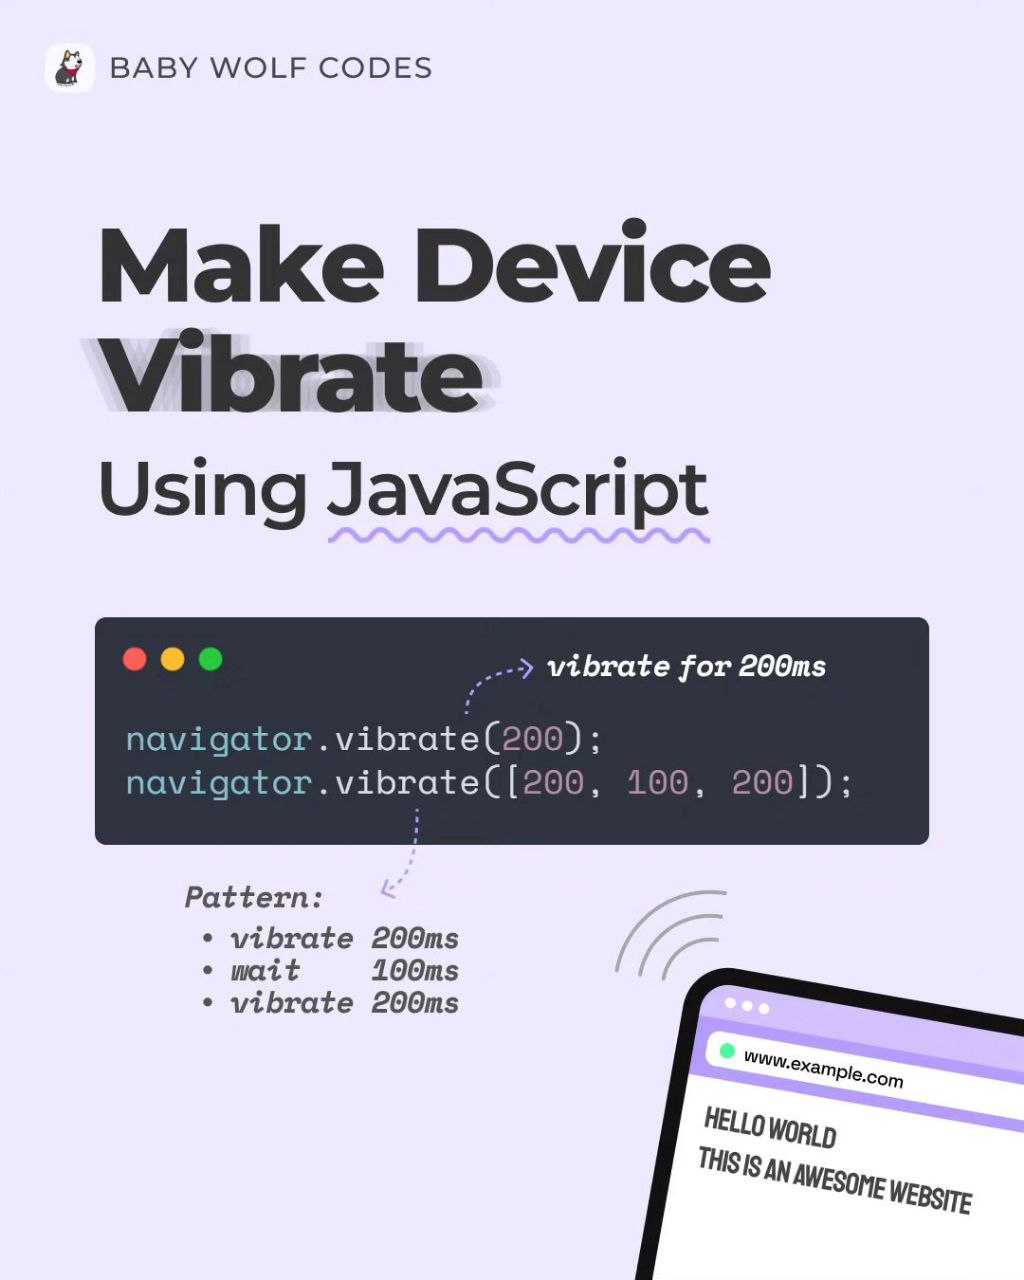 BABY WOLF CODES
Make Device
Vibrate
Using JavaScript
vibrate for 200ms
navigator.vibrate(200);
navigator.vibrate([200, 100, 200]);
Pattern:
• vibrate 200ms
• wait 100ms
• vibrate 200ms
www.example.com
HELLO WORLD
THIS IS AN AWESOME WEBSITE